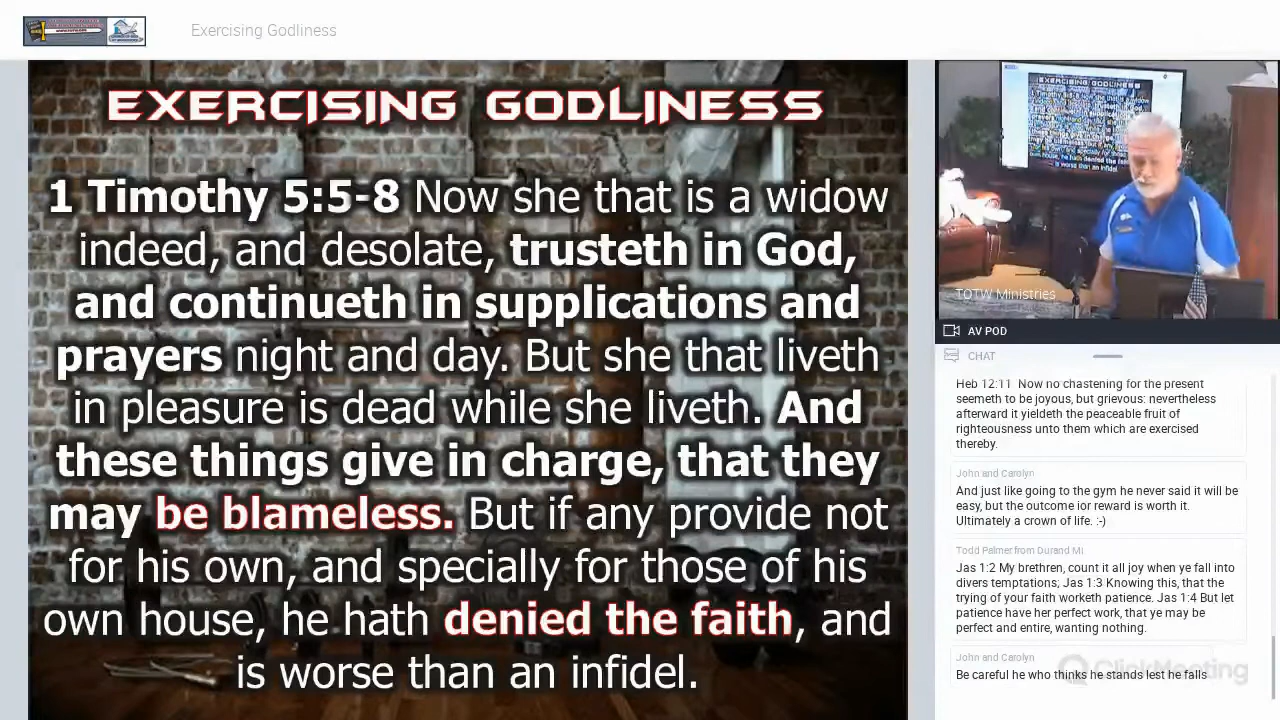 Exercising Godliness
EXERCISING GODLINESS
1 Timothy 5:5-8 Now she that is a widow
indeed, and desolate, trusteth in God,
and continueth in supplications and
prayers night and day. But she that liveth
in pleasure is dead while she liveth. And
these things give in charge, that they
may be blameless. But if any provide not
for his own, and specially for those of his
own house, he hath denied the faith, and
is worse than an infidel.
TOTW Ministries
AV POD
CHAT
Heb 12:11 Now no chastening for the present
seemeth to be joyous, but grievous: nevertheless
afterward it yieldeth the peaceable fruit of
righteousness unto them which are exercised
thereby.
John and Carolyn
And just like going to the gym he never said it will be
easy, but the outcome ior reward is worth it.
Ultimately a crown of life. :-)
Todd Palmer from Durand Mi
Jas 1:2 My brethren, count it all joy when ye fall into
divers temptations; Jas 1:3 Knowing this, that the
trying of your faith worketh patience. Jas 1:4 But let
patience have her perfect work, that ye may be
perfect and entire, wanting nothing.
John and Carolyn
Be careful he who thinks he stands lest he falls
ClickMeeting